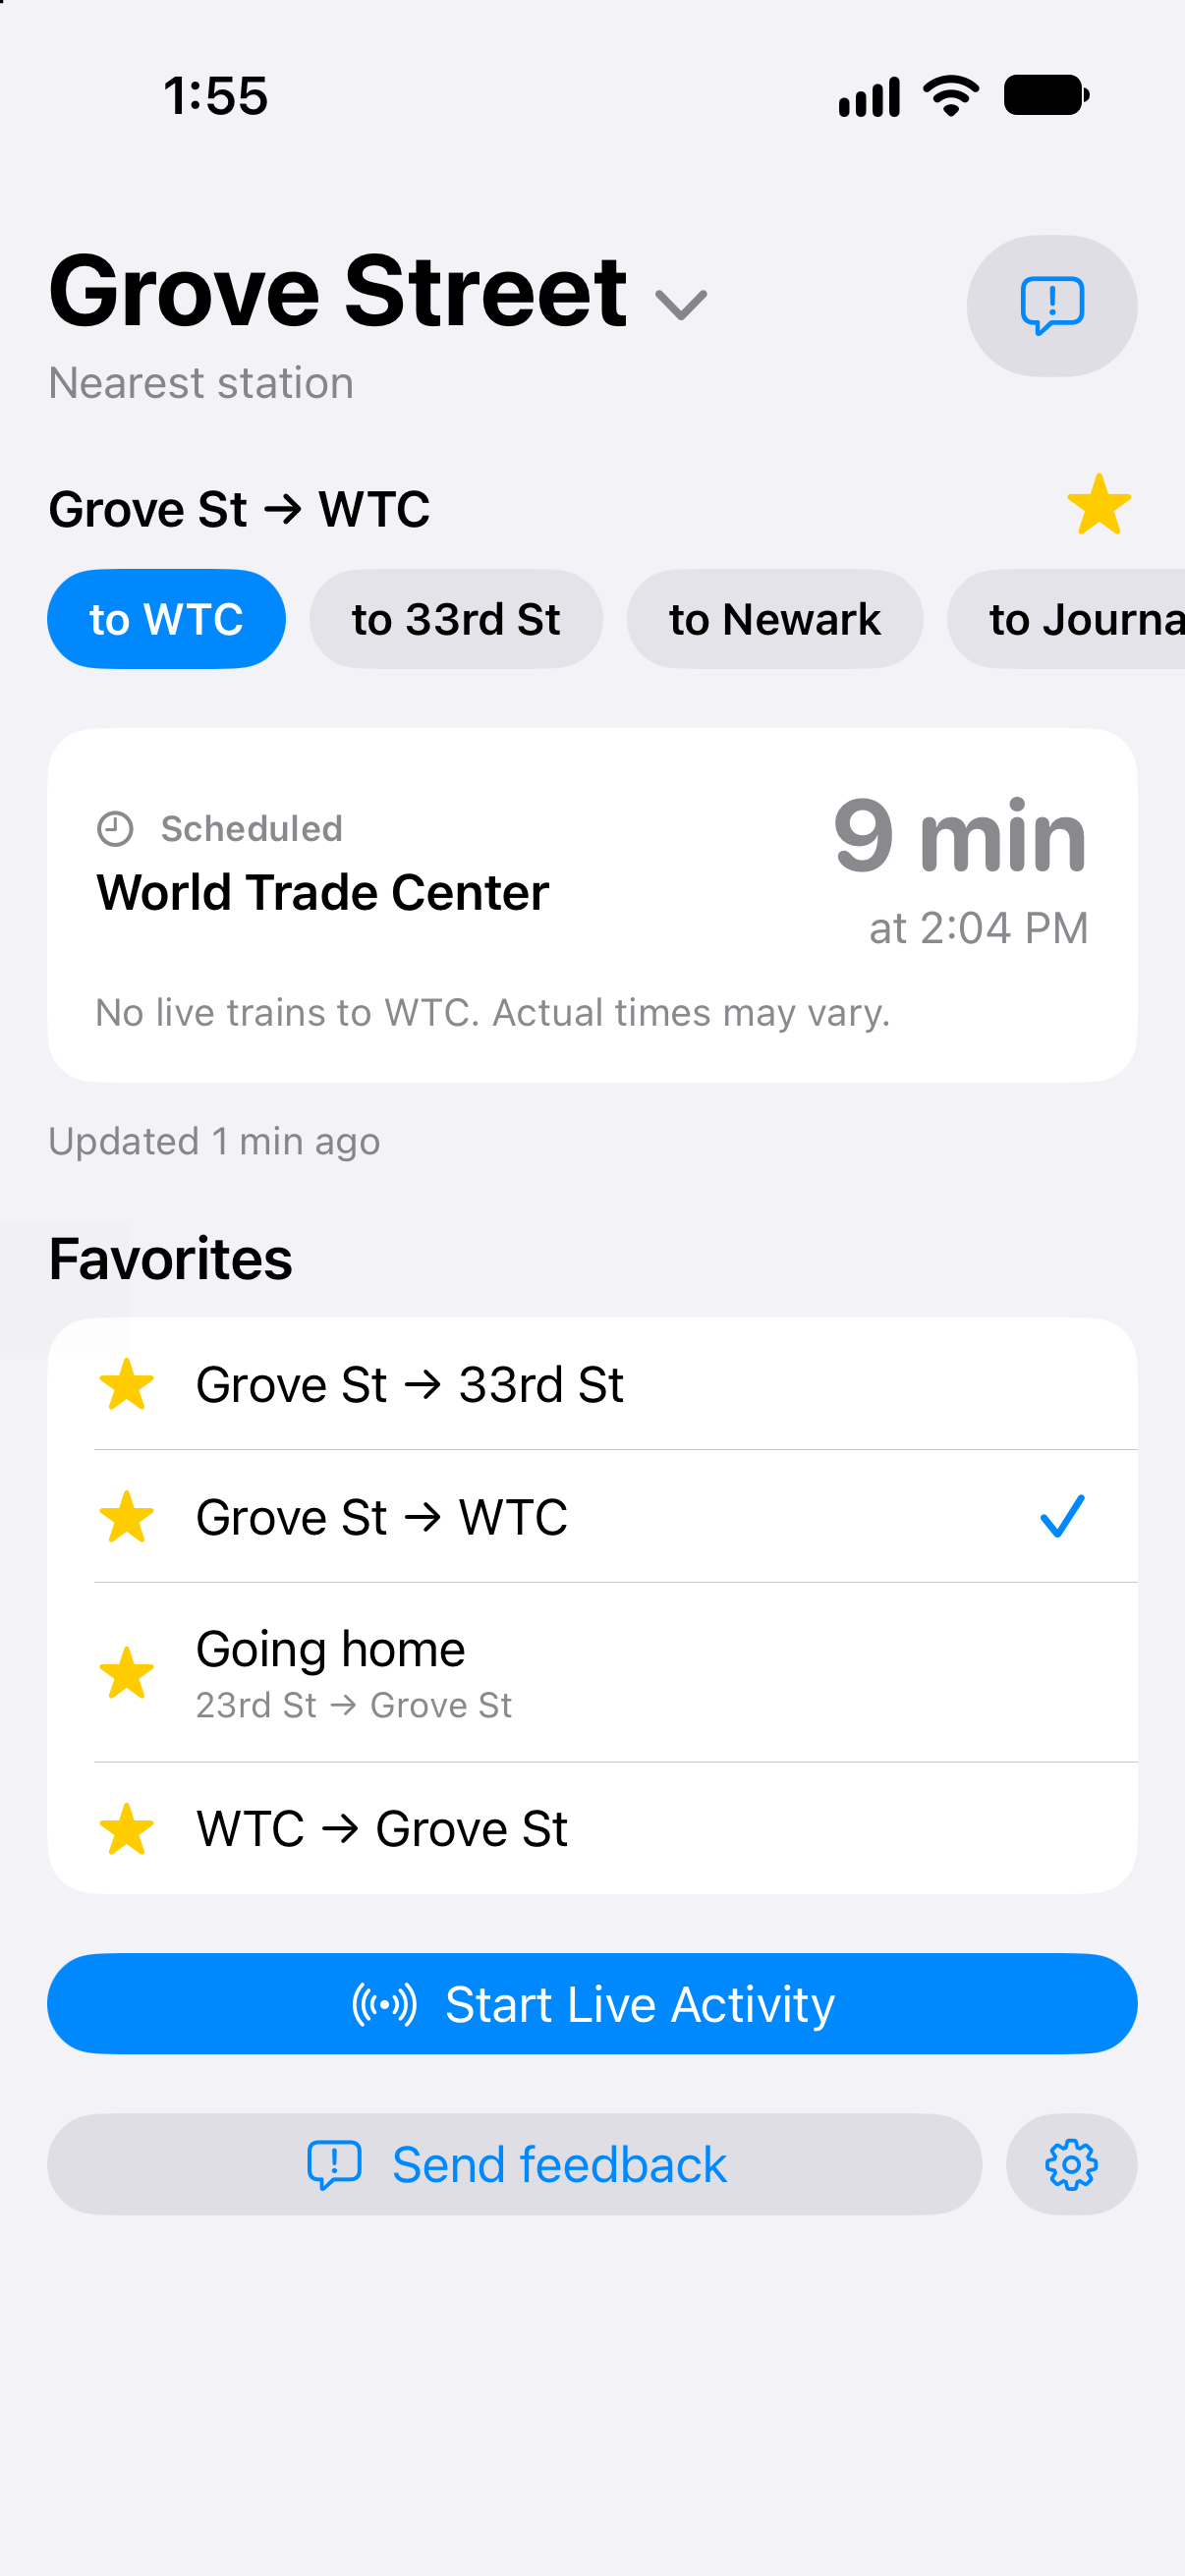 1:55
Grove Street
Nearest station
Grove St → WTC
to WTC
to 33rd St
to Newark
to Journa
Scheduled
9 min
World Trade Center
at 2:04 PM
No live trains to WTC. Actual times may vary.
Updated 1 min ago
Favorites
Grove St → 33rd St
Grove St → WTC
Going home
23rd St → Grove St
WTC → Grove St
Start Live Activity
Send feedback